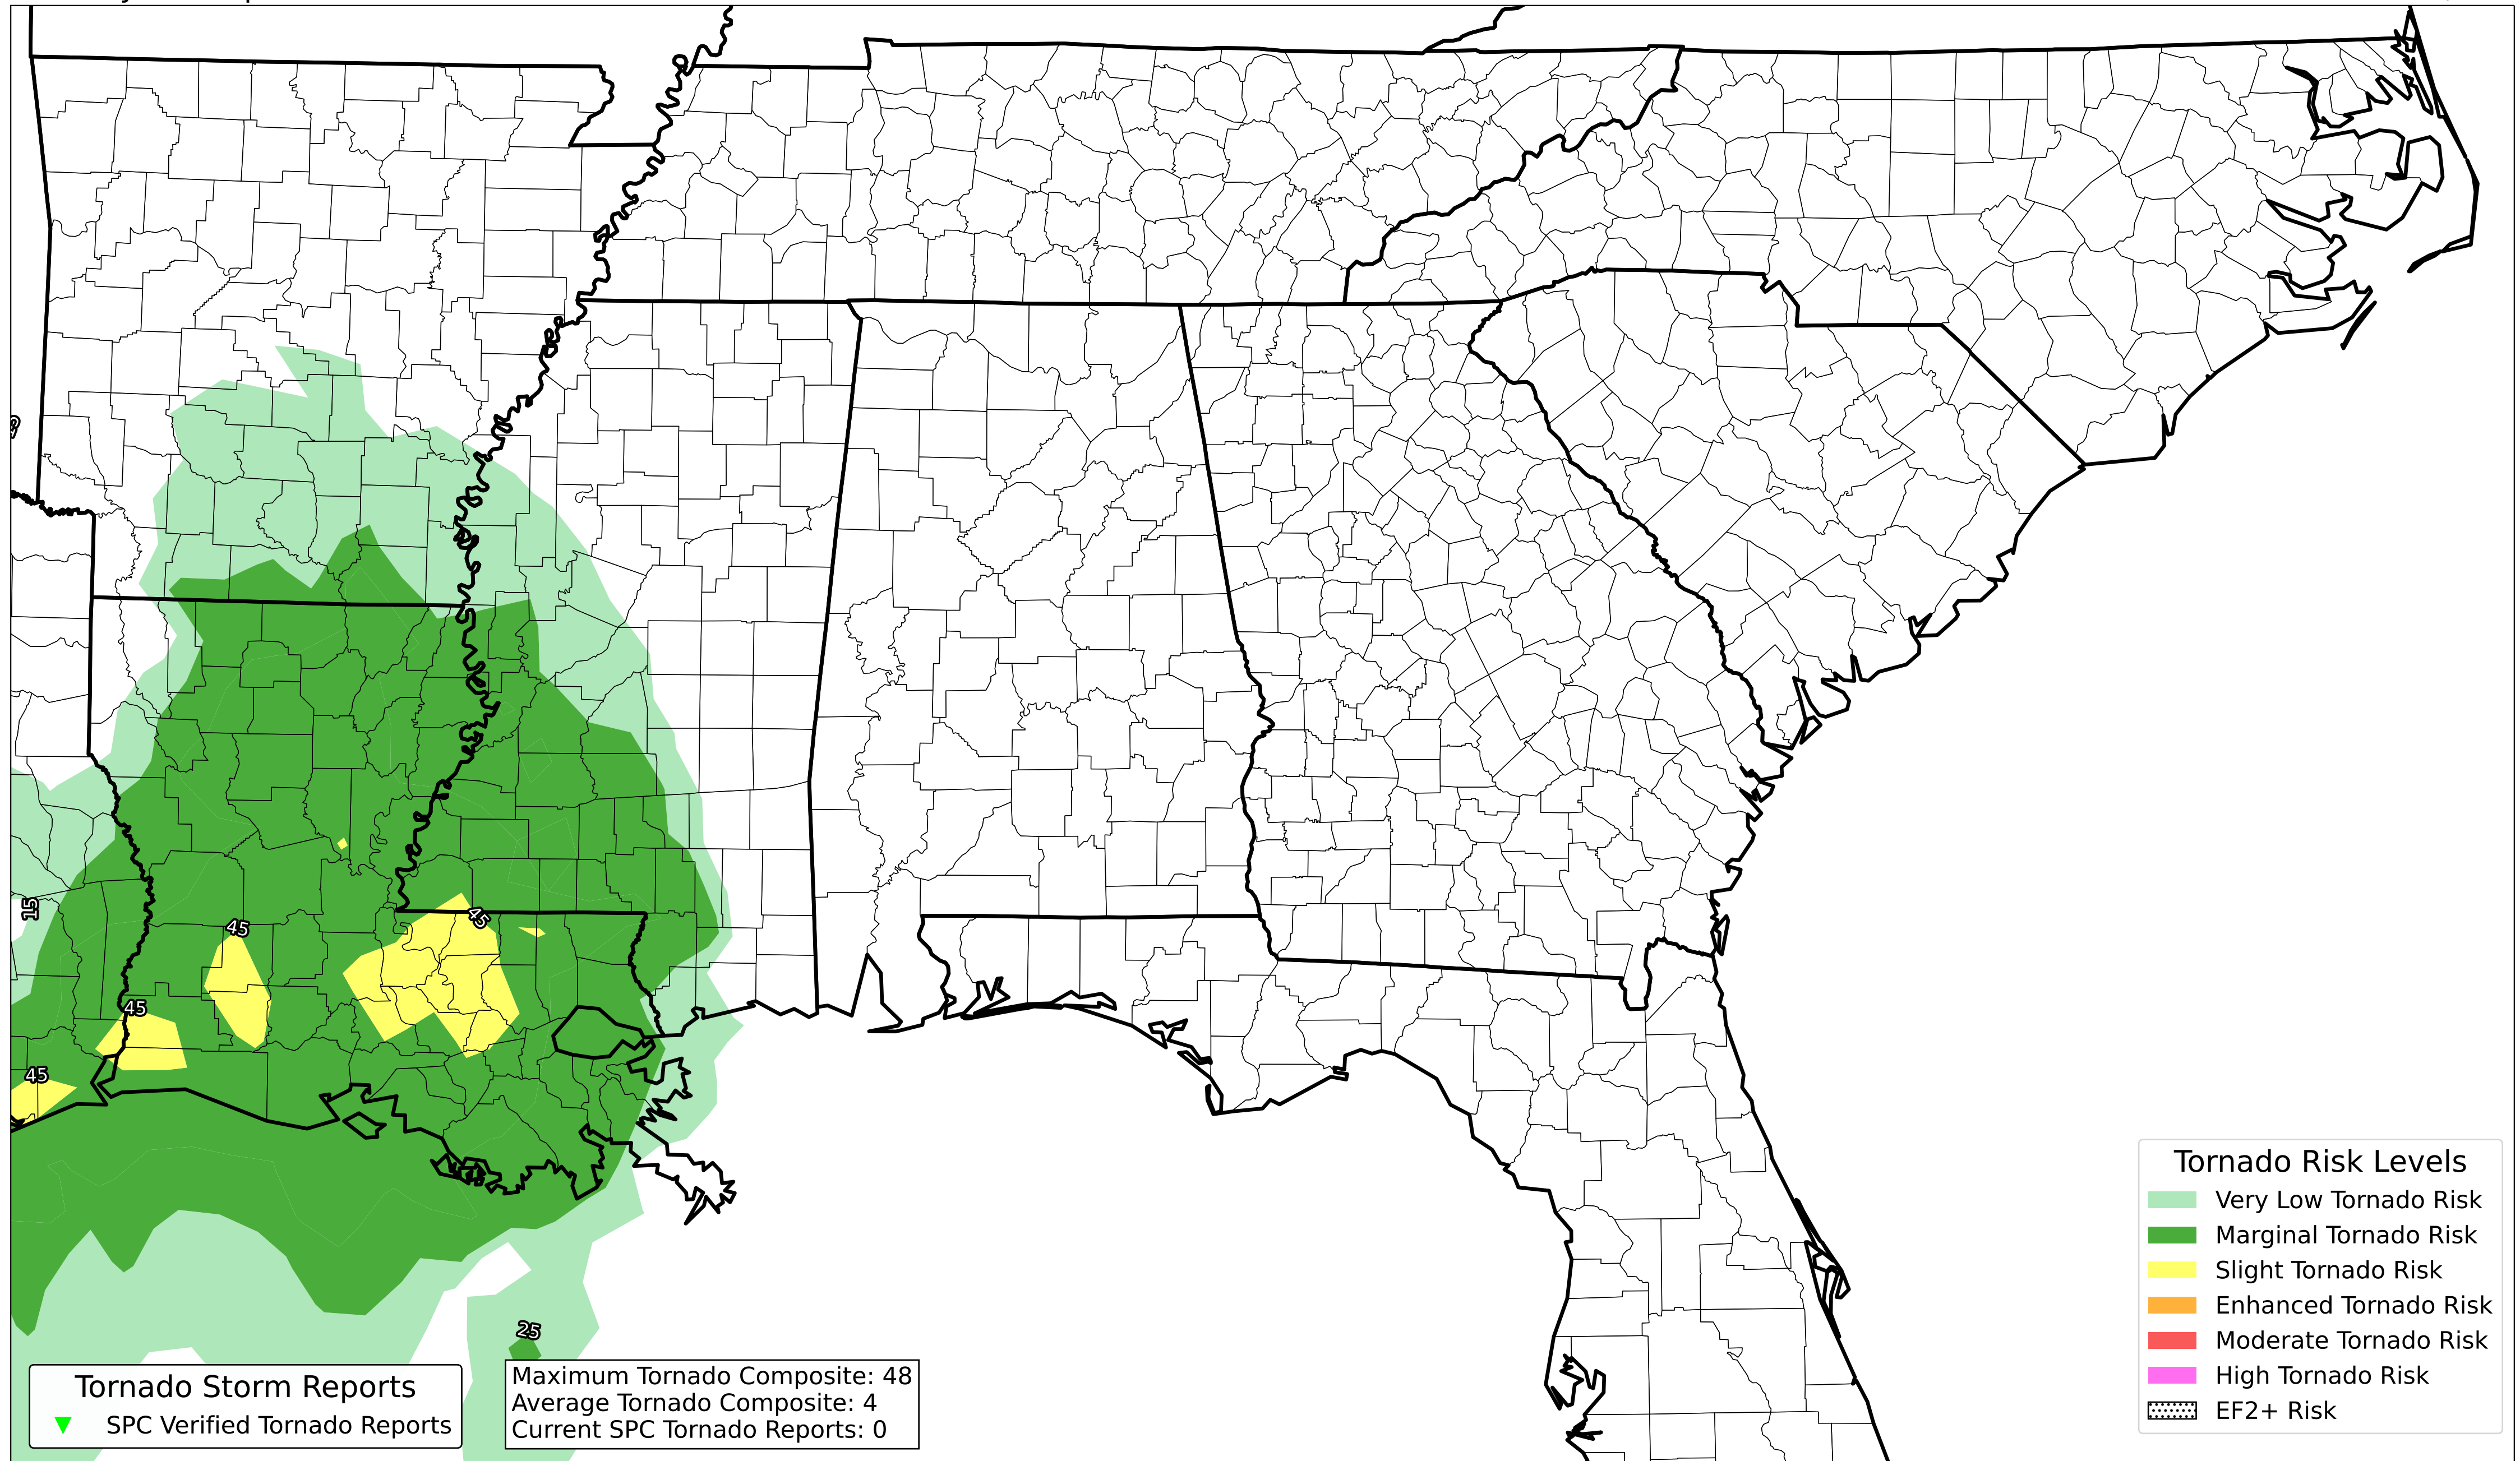 15
45
45
45
45
25
Tornado Storm Reports
SPC Verified Tornado Reports
Maximum Tornado Composite: 48
Average Tornado Composite: 4
Current SPC Tornado Reports: 0
Tornado Risk Levels
Very Low Tornado Risk
Marginal Tornado Risk
Slight Tornado Risk
Enhanced Tornado Risk
Moderate Tornado Risk
High Tornado Risk
EF2+ Risk